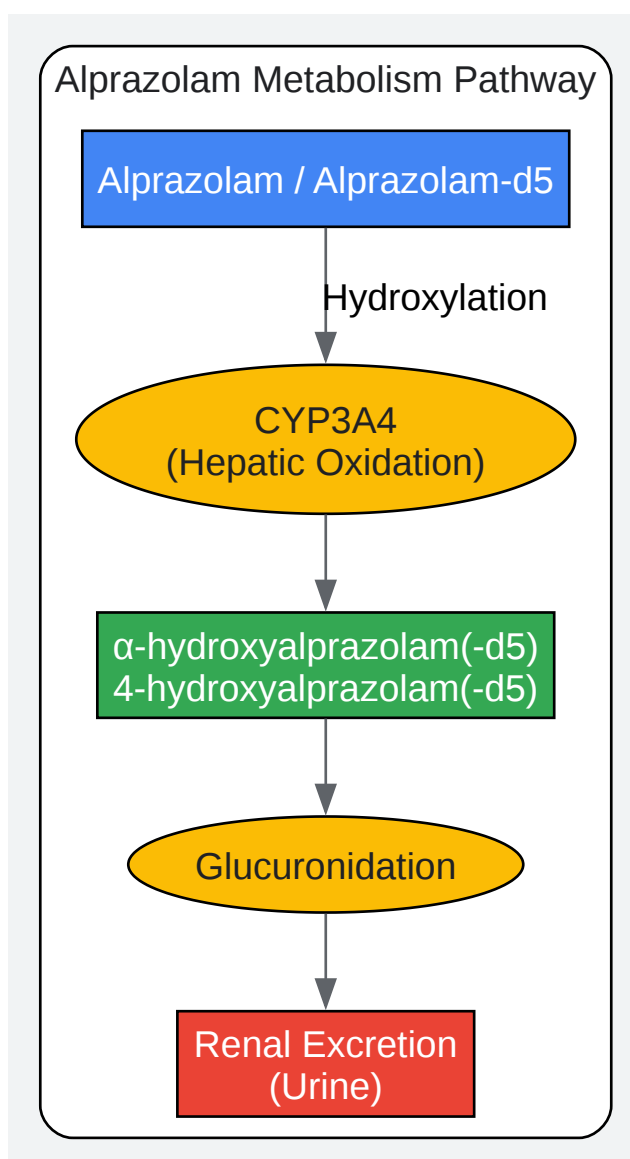 Alprazolam Metabolism Pathway
Alprazolam / Alprazolam-d5
Hydroxylation
CYP3A4
(Hepatic Oxidation)
α-hydroxyalprazolam(-d5)
4-hydroxyalprazolam(-d5)
Glucuronidation
Renal Excretion
(Urine)